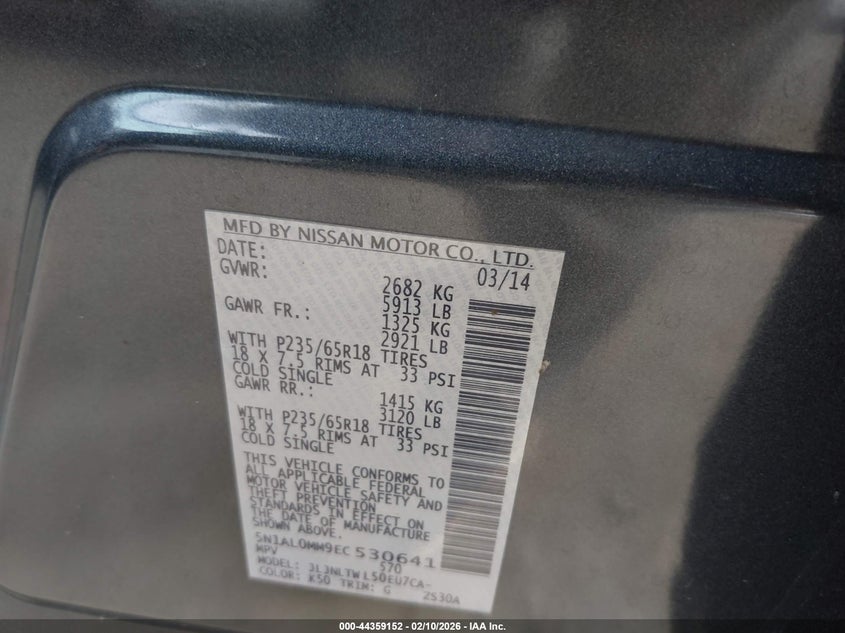 MFD BY NISSAN MOTOR CO., LTD.
DATE: 03/14
GVWR: 2682 KG
5913 LB
GAWR FR.: 1325 KG
2921 LB
WITH P235/65R18 TIRES
18 X 7.5 RIMS AT 33 PSI
COLD SINGLE
GAWR RR.: 1415 KG
3120 LB
WITH P235/65R18 TIRES
18 X 7.5 RIMS AT 33 PSI
COLD SINGLE
THIS VEHICLE CONFORMS TO
ALL APPLICABLE FEDERAL
MOTOR VEHICLE SAFETY AND
THEFT PREVENTION
STANDARDS IN EFFECT ON
THE DATE OF MANUFACTURE
SHOWN ABOVE.
5N1AL0MM9EC530641
MPV 570
MODEL: JLJNLTWL50EU7CA-
COLOR: K50 TRIM: G 2S30A
000-44359152 - 02/10/2026 - IAA Inc.